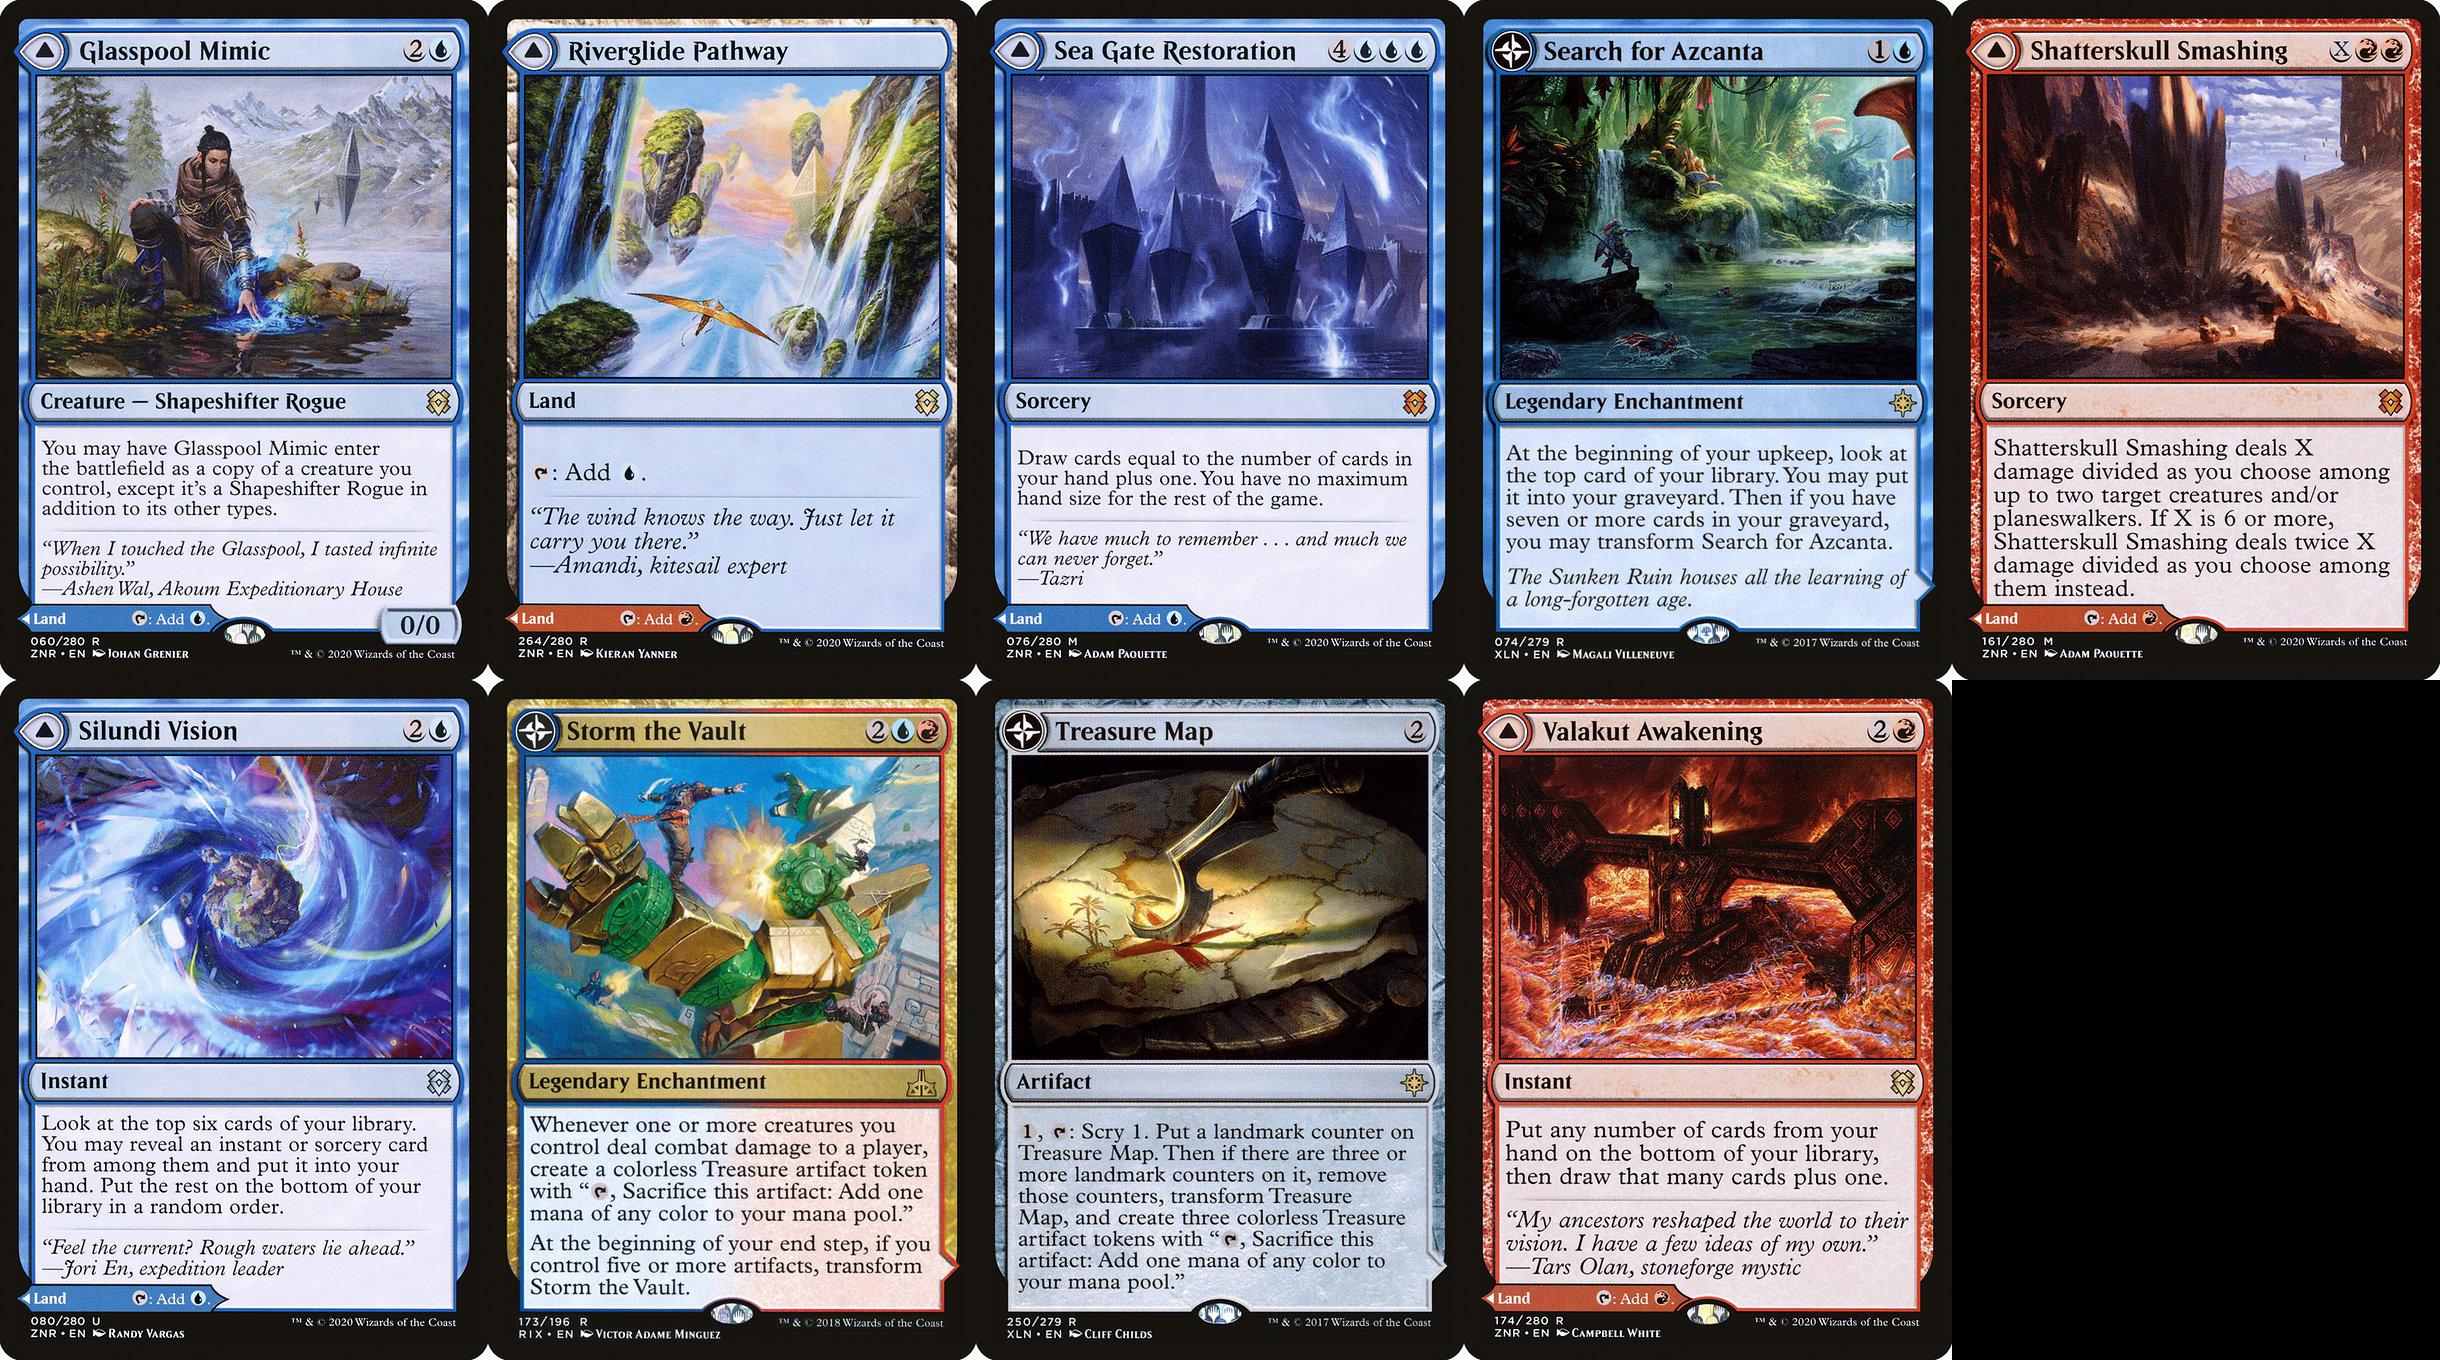 Glasspool Mimic 2
Creature — Shapeshifter Rogue
You may have Glasspool Mimic enter
the battlefield as a copy of a creature you
control, except it's a Shapeshifter Rogue in
addition to its other types.
"When I touched the Glasspool, I tasted infinite
possibility."
—Ashen Wal, Akoum Expeditionary House
Land : Add .
0/0
060/280 R
ZNR • EN Johan Grenier
™ & © 2020 Wizards of the Coast
Riverglide Pathway
Land
: Add .
"The wind knows the way. Just let it
carry you there."
—Amandi, kitesail expert
Land : Add .
264/280 R
ZNR • EN Kieran Yanner
™ & © 2020 Wizards of the Coast
Sea Gate Restoration 4
Sorcery
Draw cards equal to the number of cards in
your hand plus one. You have no maximum
hand size for the rest of the game.
"We have much to remember . . . and much we
can never forget."
—Tazri
Land : Add .
076/280 M
ZNR • EN Adam Paquette
™ & © 2020 Wizards of the Coast
Search for Azcanta 1
Legendary Enchantment
At the beginning of your upkeep, look at
the top card of your library. You may put
it into your graveyard. Then if you have
seven or more cards in your graveyard,
you may transform Search for Azcanta.
The Sunken Ruin houses all the learning of
a long-forgotten age.
074/279 R
XLN • EN Magali Villeneuve
™ & © 2017 Wizards of the Coast
Shatterskull Smashing X
Sorcery
Shatterskull Smashing deals X
damage divided as you choose among
up to two target creatures and/or
planeswalkers. If X is 6 or more,
Shatterskull Smashing deals twice X
damage divided as you choose among
them instead.
Land : Add .
161/280 M
ZNR • EN Adam Paquette
™ & © 2020 Wizards of the Coast
Silundi Vision 2
Instant
Look at the top six cards of your library.
You may reveal an instant or sorcery card
from among them and put it into your
hand. Put the rest on the bottom of your
library in a random order.
"Feel the current? Rough waters lie ahead."
—Jori En, expedition leader
Land : Add .
080/280 U
ZNR • EN Randy Vargas
™ & © 2020 Wizards of the Coast
Storm the Vault 2
Legendary Enchantment
Whenever one or more creatures you
control deal combat damage to a player,
create a colorless Treasure artifact token
with " , Sacrifice this artifact: Add one
mana of any color to your mana pool."
At the beginning of your end step, if you
control five or more artifacts, transform
Storm the Vault.
173/196 R
RIX • EN Victor Adame Minguez
™ & © 2018 Wizards of the Coast
Treasure Map 2
Artifact
1, : Scry 1. Put a landmark counter on
Treasure Map. Then if there are three or
more landmark counters on it, remove
those counters, transform Treasure
Map, and create three colorless Treasure
artifact tokens with " , Sacrifice this
artifact: Add one mana of any color to
your mana pool."
250/279 R
XLN • EN Cliff Childs
™ & © 2017 Wizards of the Coast
Valakut Awakening 2
Instant
Put any number of cards from your
hand on the bottom of your library,
then draw that many cards plus one.
"My ancestors reshaped the world to their
vision. I have a few ideas of my own."
—Tars Olan, stoneforge mystic
Land : Add .
174/280 R
ZNR • EN Campbell White
™ & © 2020 Wizards of the Coast